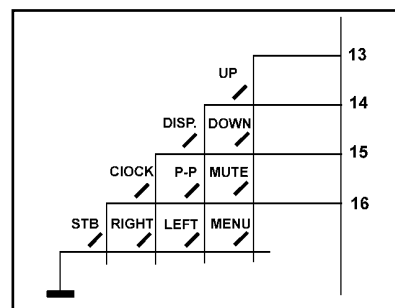 13
UP
14
DISP. DOWN
15
CIOCK P-P MUTE
16
STB RIGHT LEFT MENU